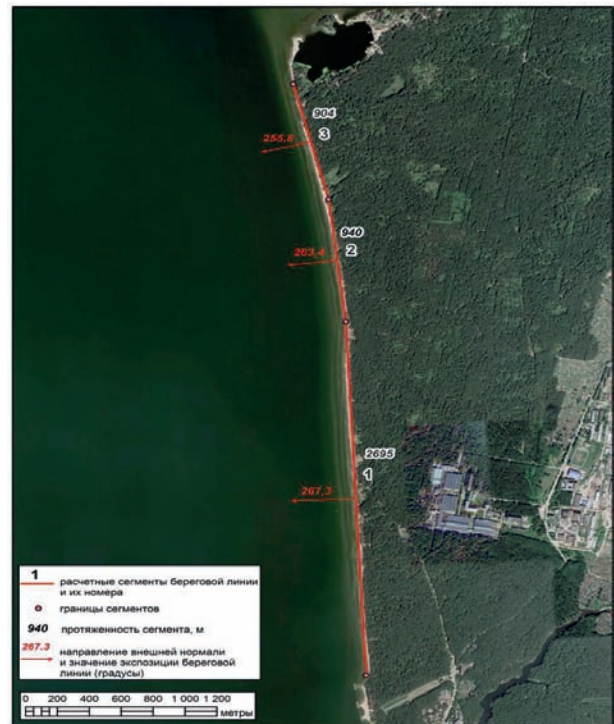 904
255,8
3
940
2
263,4
2695
1
267,3
1
расчетные сегменты береговой линии
и их номера
границы сегментов
940 протяженность сегмента, м
267.3 направление внешней нормали
и значение экспозиции береговой
линии (градусы)
0 200 400 600 800 1 000 1 200
метры